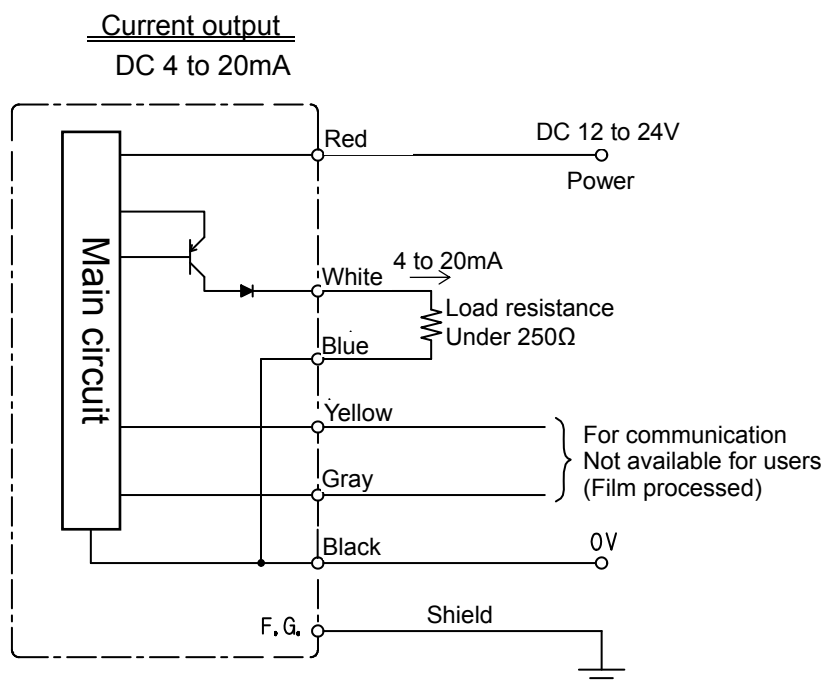 Current output
DC 4 to 20mA
Red
DC 12 to 24V
Power
Main circuit
White
4 to 20mA
Load resistance
Under 250Ω
Blue
Yellow
For communication
Not available for users
(Film processed)
Gray
Black
0V
F.G.
Shield